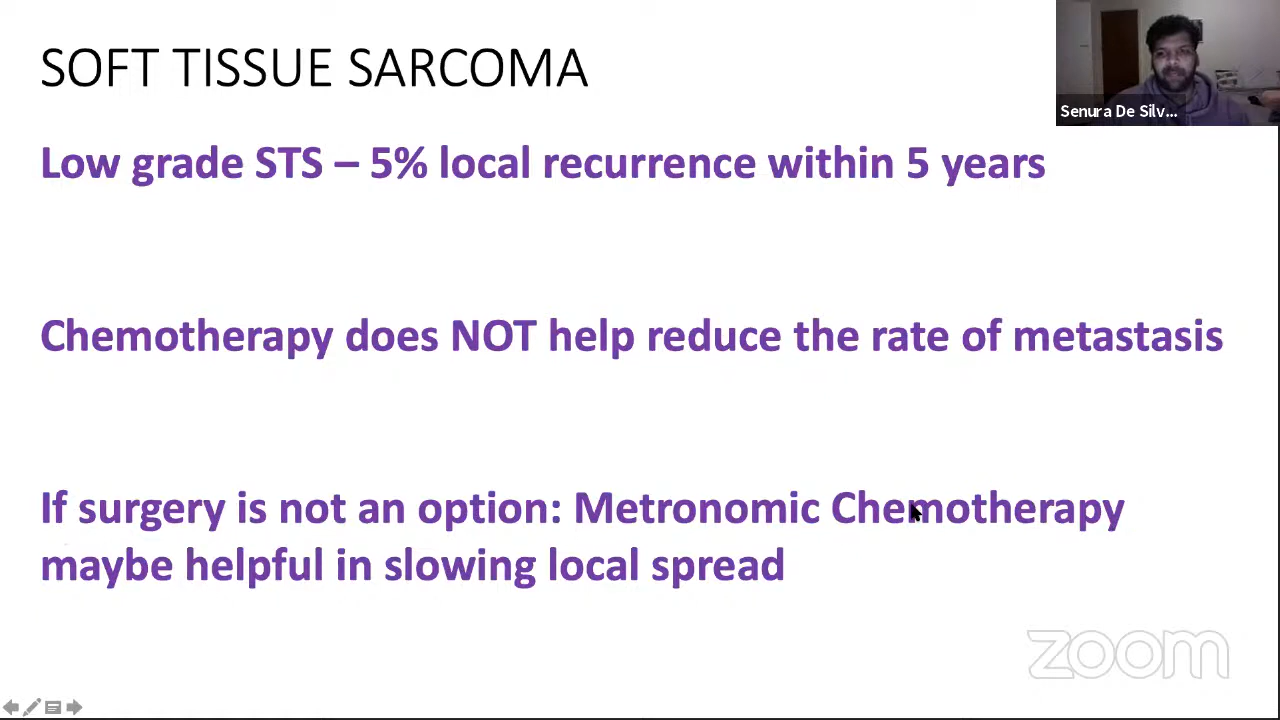 SOFT TISSUE SARCOMA
Senura De Silv...
Low grade STS – 5% local recurrence within 5 years
Chemotherapy does NOT help reduce the rate of metastasis
If surgery is not an option: Metronomic Chemotherapy
maybe helpful in slowing local spread
zoom